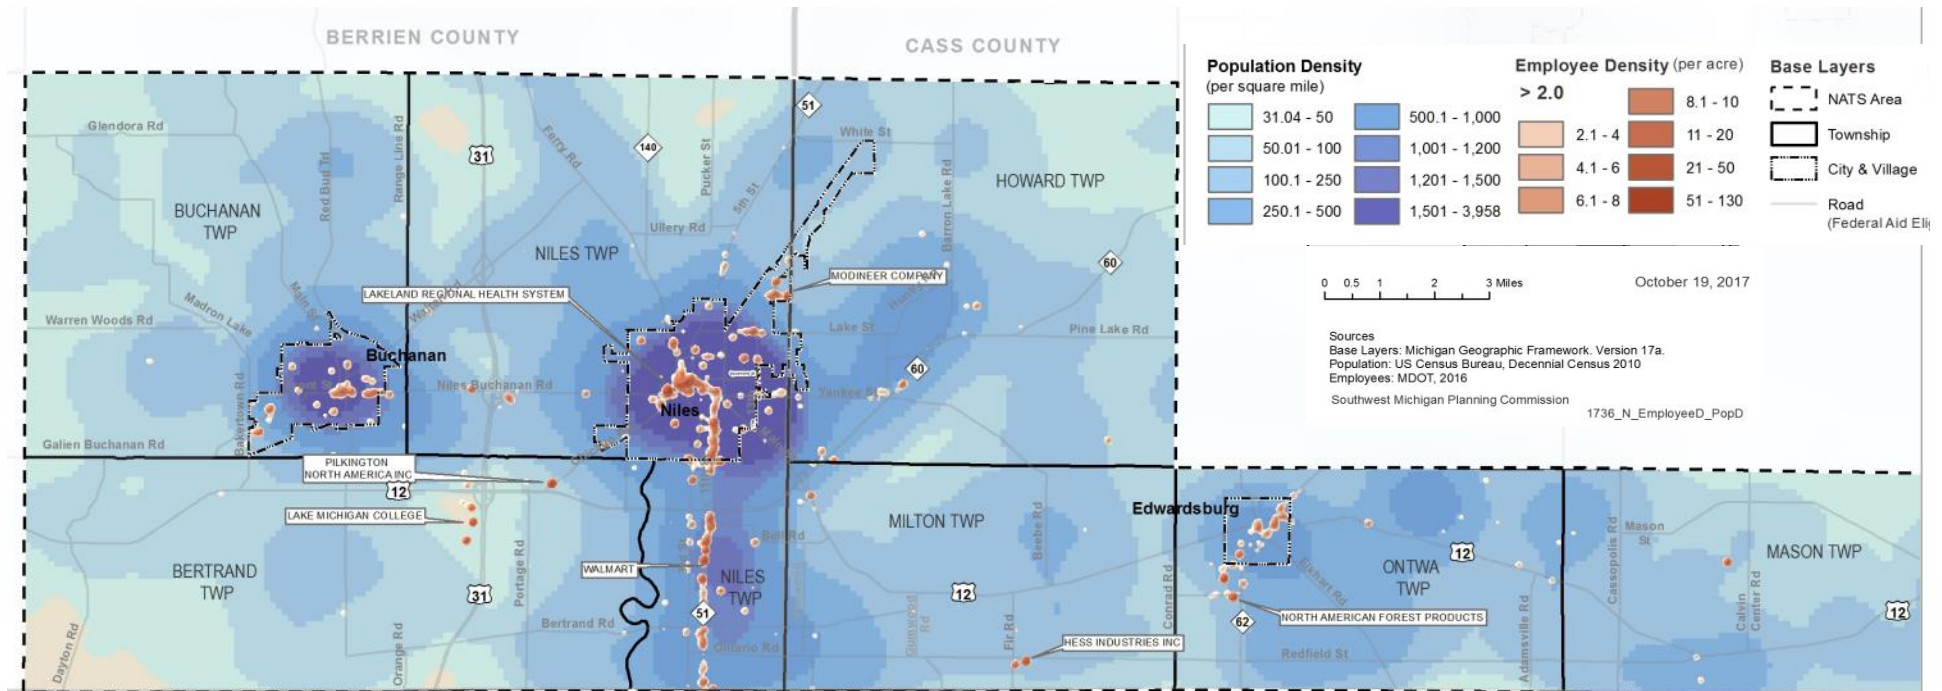 BERRIEN COUNTY
CASS COUNTY
Population Density
(per square mile)
31.04 - 50
50.01 - 100
100.1 - 250
250.1 - 500
500.1 - 1,000
1,001 - 1,200
1,201 - 1,500
1,501 - 3,958
Employee Density (per acre)
> 2.0
2.1 - 4
4.1 - 6
6.1 - 8
8.1 - 10
11 - 20
21 - 50
51 - 130
Base Layers
NATS Area
Township
City & Village
Road
(Federal Aid Eli
0 0.5 1 2 3 Miles
October 19, 2017
Sources
Base Layers: Michigan Geographic Framework. Version 17a.
Population: US Census Bureau, Decennial Census 2010
Employees: MDOT, 2016
Southwest Michigan Planning Commission
1736_N_EmployeeD_PopD
Glendora Rd
Red Bud Trl
Range Line Rd
31
Ferry Rd
140
Pucker St
51
White St
Barron Lake Rd
HOWARD TWP
BUCHANAN
TWP
5th St
Ullery Rd
NILES TWP
60
MODINEER COMPANY
LAKELAND REGIONAL HEALTH SYSTEM
Main St
Madron Lake
Warren Woods Rd
Lake St
Pine Lake Rd
Buchanan
Bakertown Rd
Niles Buchanan Rd
60
Yankee St
Niles
Galien Buchanan Rd
PILKINGTON
NORTH AMERICA INC
12
LAKE MICHIGAN COLLEGE
Edwardsburg
MILTON TWP
Beebe Rd
Bell Rd
Portage Rd
WALMART
BERTRAND
TWP
NILES
TWP
31
51
12
Bertrand Rd
Ontario Rd
Gumwood
Rd
Fir Rd
Conrad Rd
HESS INDUSTRIES INC
Orange Rd
Dayton Rd
12
Elkhart Rd
ONTWA
TWP
NORTH AMERICAN FOREST PRODUCTS
62
Redfield St
Adamsville Rd
Cassopolis Rd
Mason
St
Calvin
Center Rd
MASON TWP
12